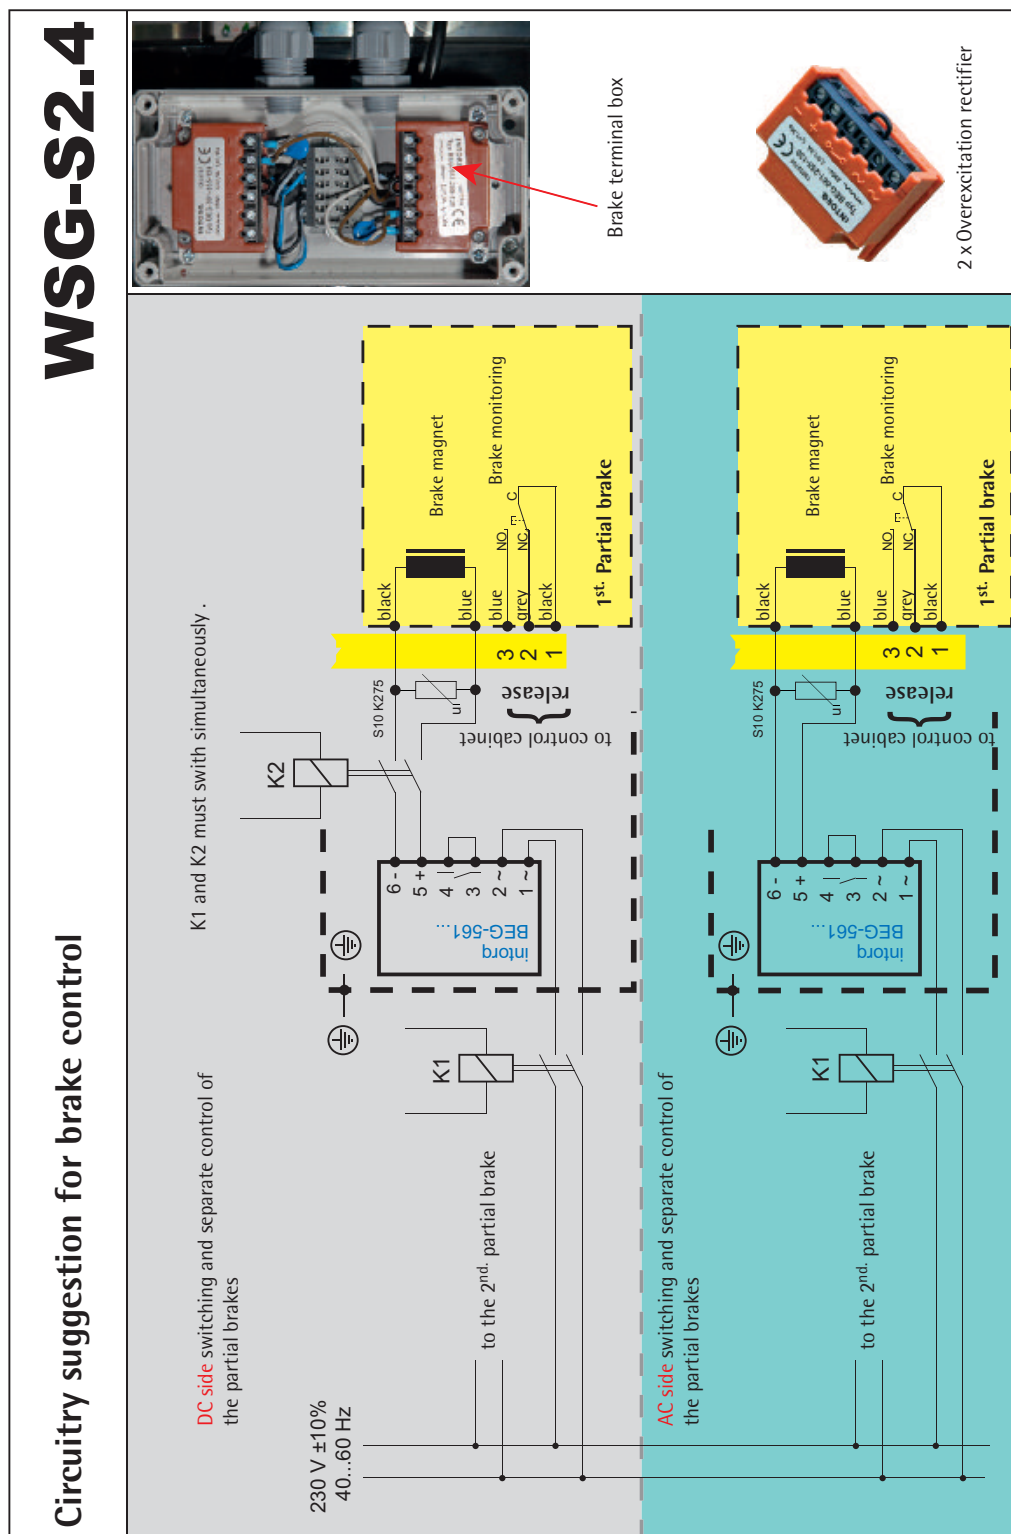 Circuitry suggestion for brake control
WSG-S2.4
DC side switching and separate control of
the partial brakes
K1 and K2 must swith simultaneously .
230 V ±10%
40...60 Hz
to the 2nd. partial brake
K1
intorq
BEG-561...
6 -
5 +
4
3
2 ~
1 ~
K2
S10 K275
U
to control cabinet
release
3
2
1
black
blue
blue
grey
black
NO
NC
C
Brake magnet
Brake monitoring
1st. Partial brake
AC side switching and separate control of
the partial brakes
to the 2nd. partial brake
K1
intorq
BEG-561...
6 -
5 +
4
3
2 ~
1 ~
S10 K275
U
to control cabinet
release
3
2
1
black
blue
blue
grey
black
NO
NC
C
Brake magnet
Brake monitoring
1st. Partial brake
Brake terminal box
2 x Overexcitation rectifier
INTORQ
CE